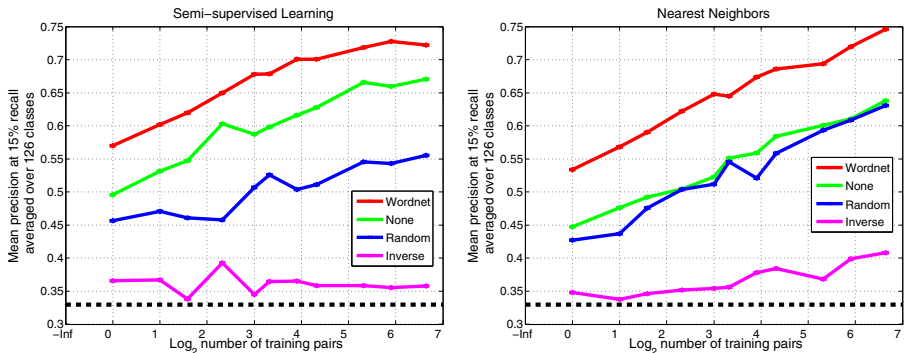 Semi-supervised Learning
Mean precision at 15% recall
averaged over 126 classes
0.75
0.7
0.65
0.6
0.55
0.5
0.45
0.4
0.35
0.3
Wordnet
None
Random
Inverse
−Inf 0 1 2 3 4 5 6 7
Log2 number of training pairs
Nearest Neighbors
Mean precision at 15% recall
averaged over 126 classes
0.75
0.7
0.65
0.6
0.55
0.5
0.45
0.4
0.35
0.3
Wordnet
None
Random
Inverse
−Inf 0 1 2 3 4 5 6 7
Log2 number of training pairs